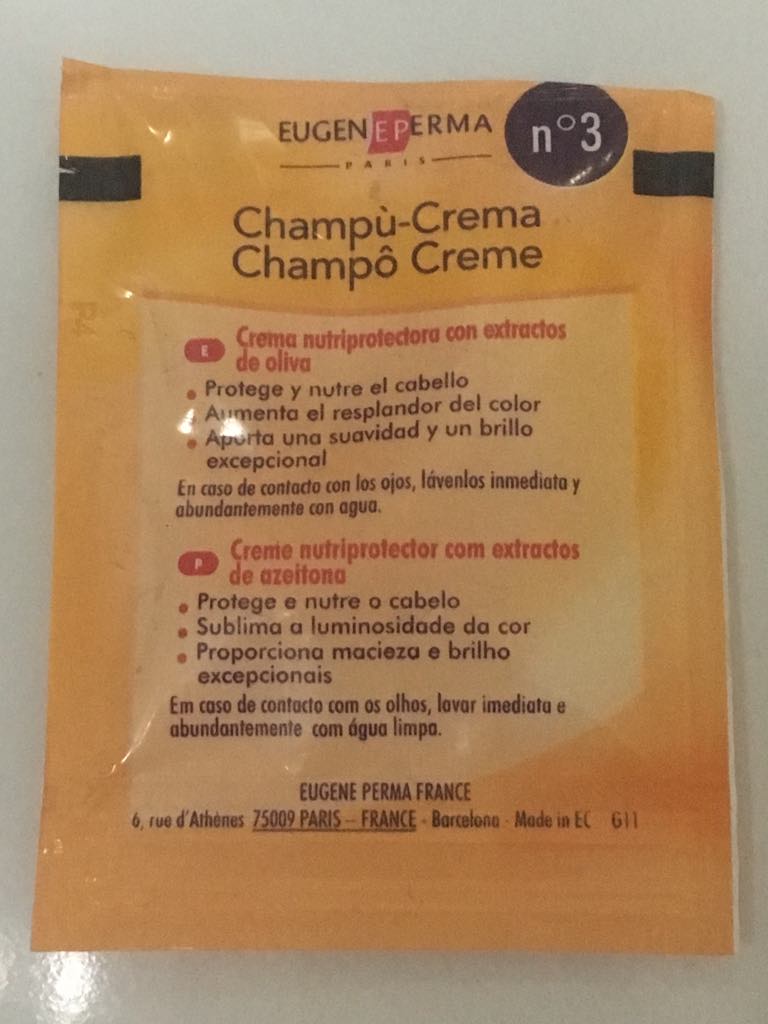 EUGENE PERMA
PARIS
n°3
Champù-Crema
Champô Creme
E Crema nutriprotectora con extractos
de oliva
• Protege y nutre el cabello
• Aumenta el resplandor del color
• Aporta una suavidad y un brillo
excepcional
En caso de contacto con los ojos, lávenlos inmediata y
abundantemente con agua.
P Creme nutriprotector com extractos
de azeitona
• Protege e nutre o cabelo
• Sublima a luminosidade da cor
• Proporciona macieza e brilho
excepcionais
Em caso de contacto com os olhos, lavar imediata e
abundantemente com água limpa.
EUGENE PERMA FRANCE
6, rue d'Athènes 75009 PARIS – FRANCE - Barcelona - Made in EC G11